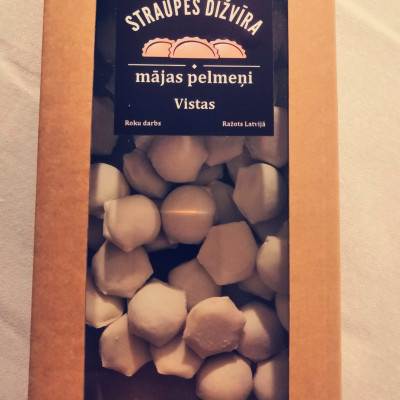 STRAUPES DIŽVĪRA
mājas pelmeņi
Vistas
Roku darbs Ražots Latvijā